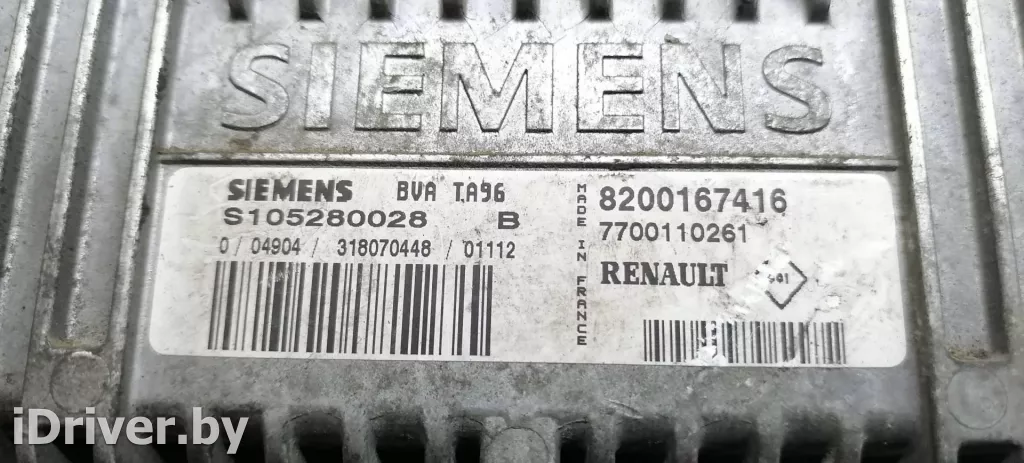 SIEMENS
SIEMENS BVA TA96
S105280028 B
0 / 04904 / 318070448 / 01112
MADE IN FRANCE
8200167416
7700110261
RENAULT
iDriver.by